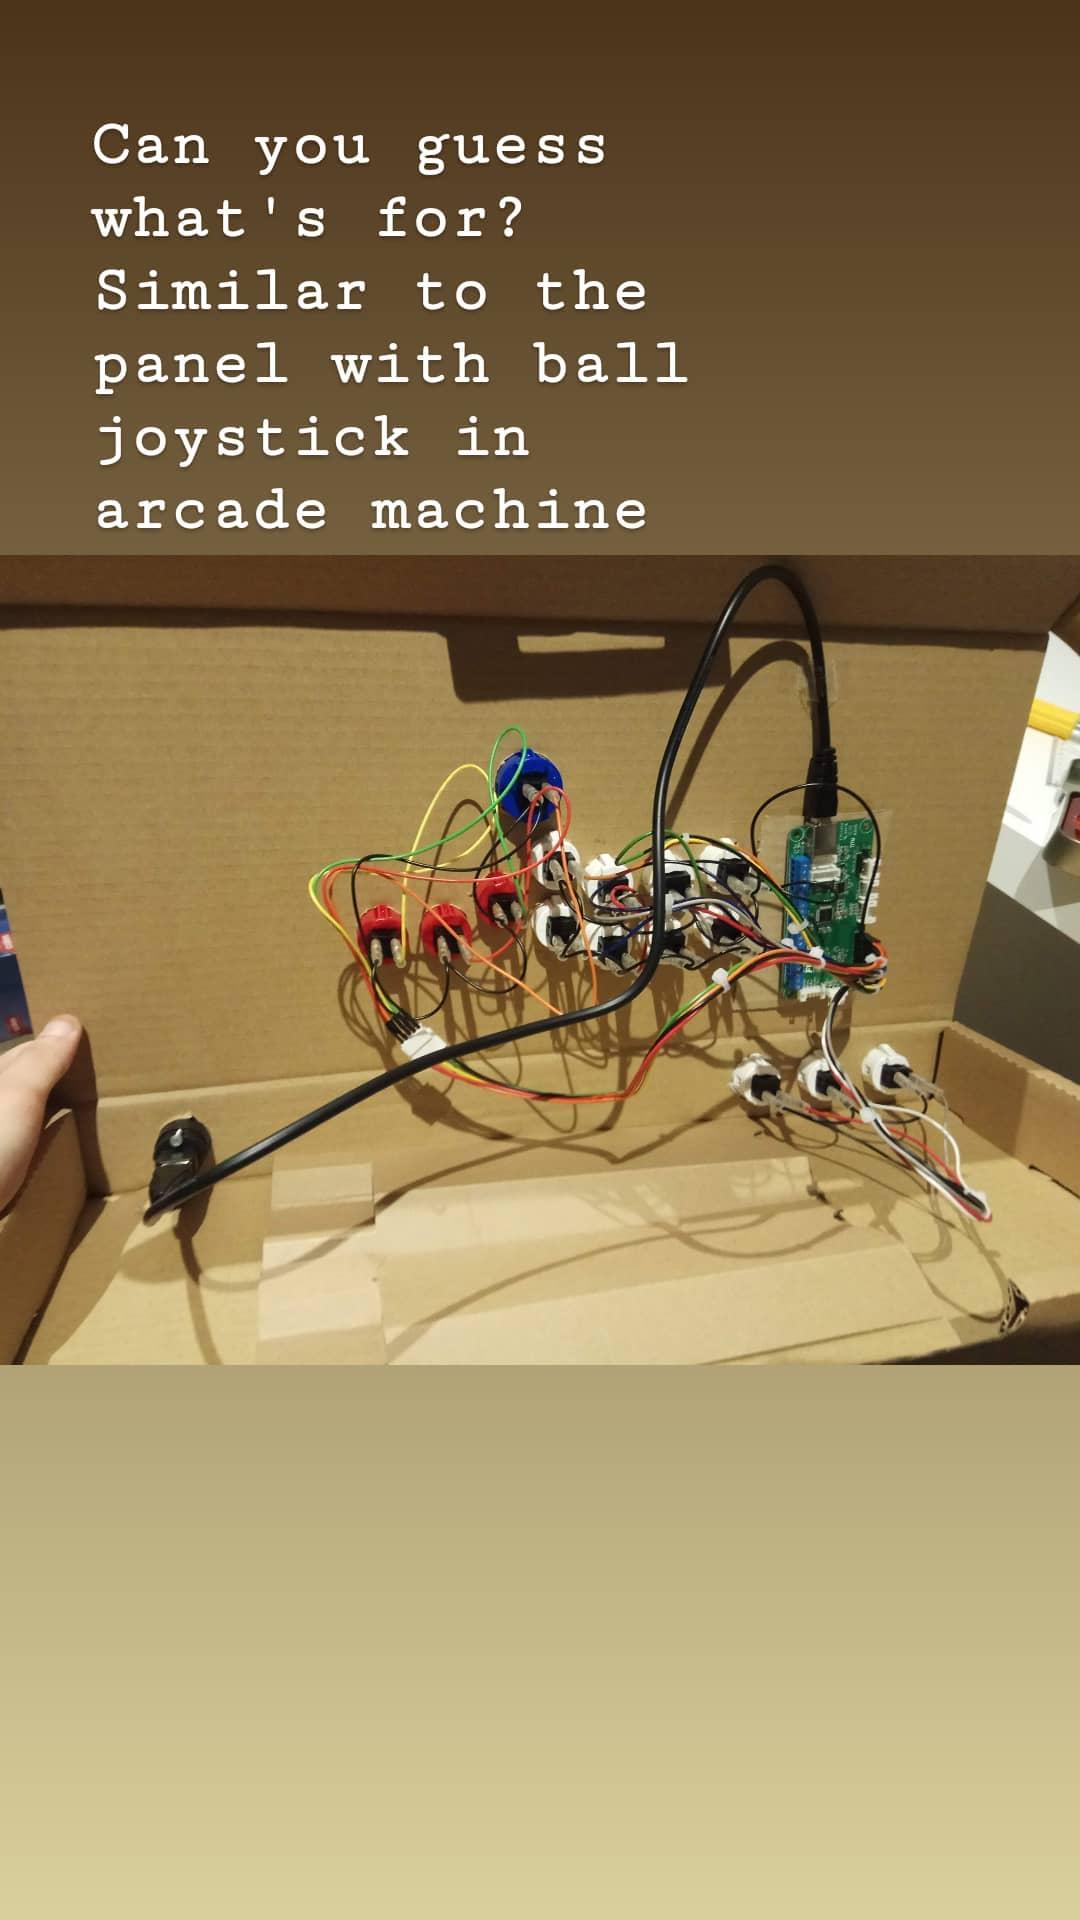 Can you guess
what's for?
Similar to the
panel with ball
joystick in
arcade machine